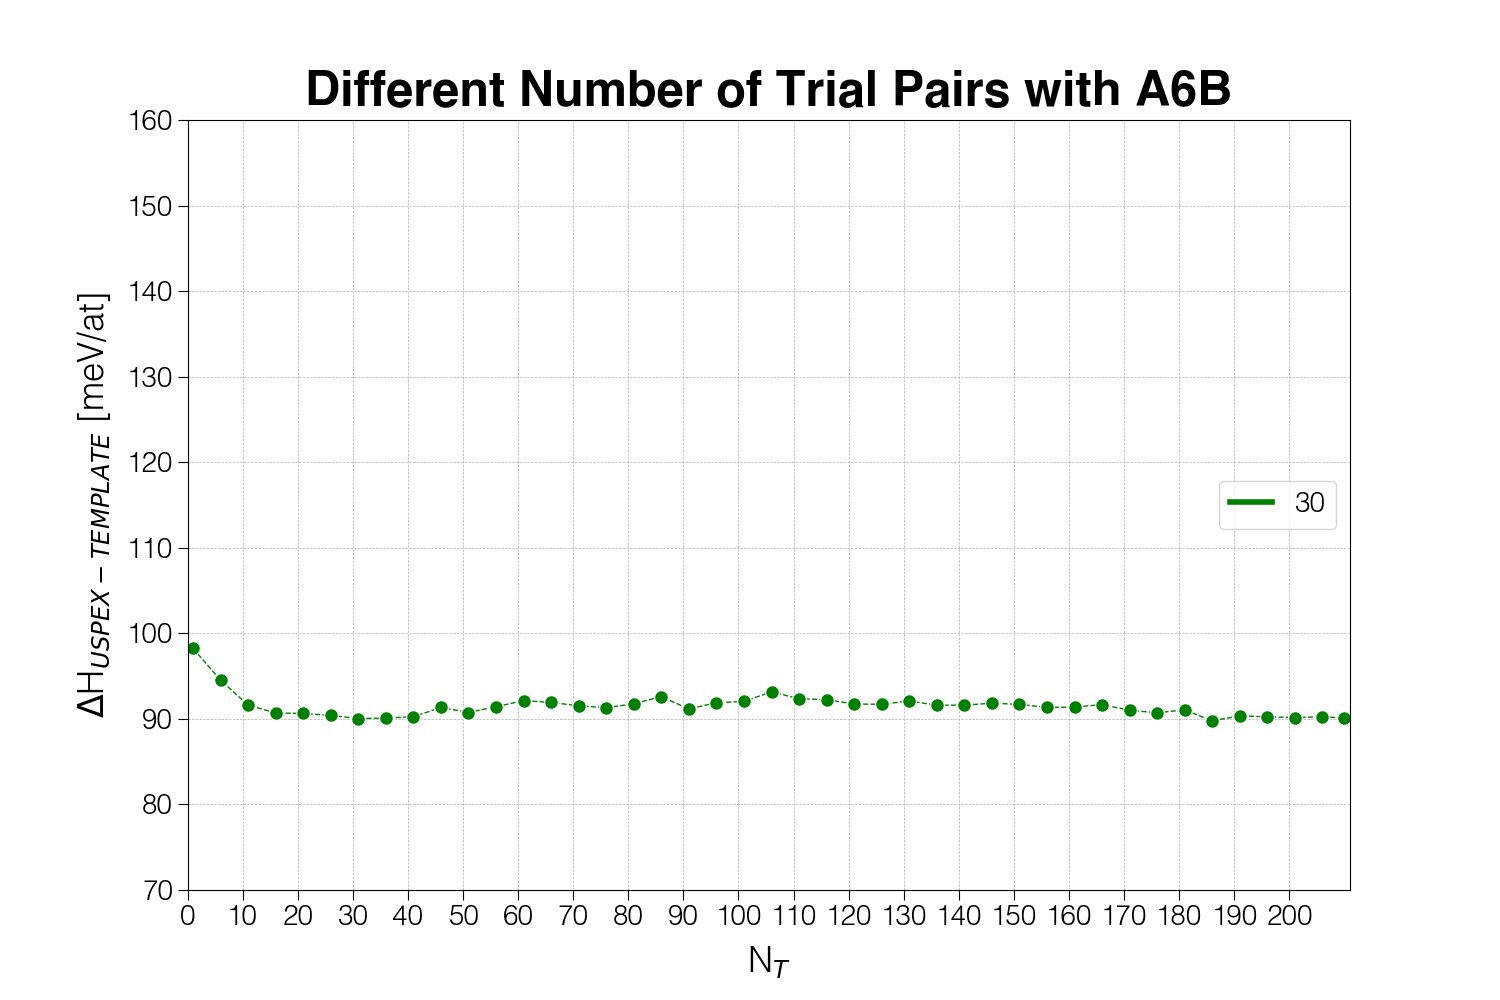 Different Number of Trial Pairs with A6B
160
150
140
130
120
110
100
90
80
70
ΔH_USPEX − TEMPLATE [meV/at]
30
0 10 20 30 40 50 60 70 80 90 100 110 120 130 140 150 160 170 180 190 200
N_T